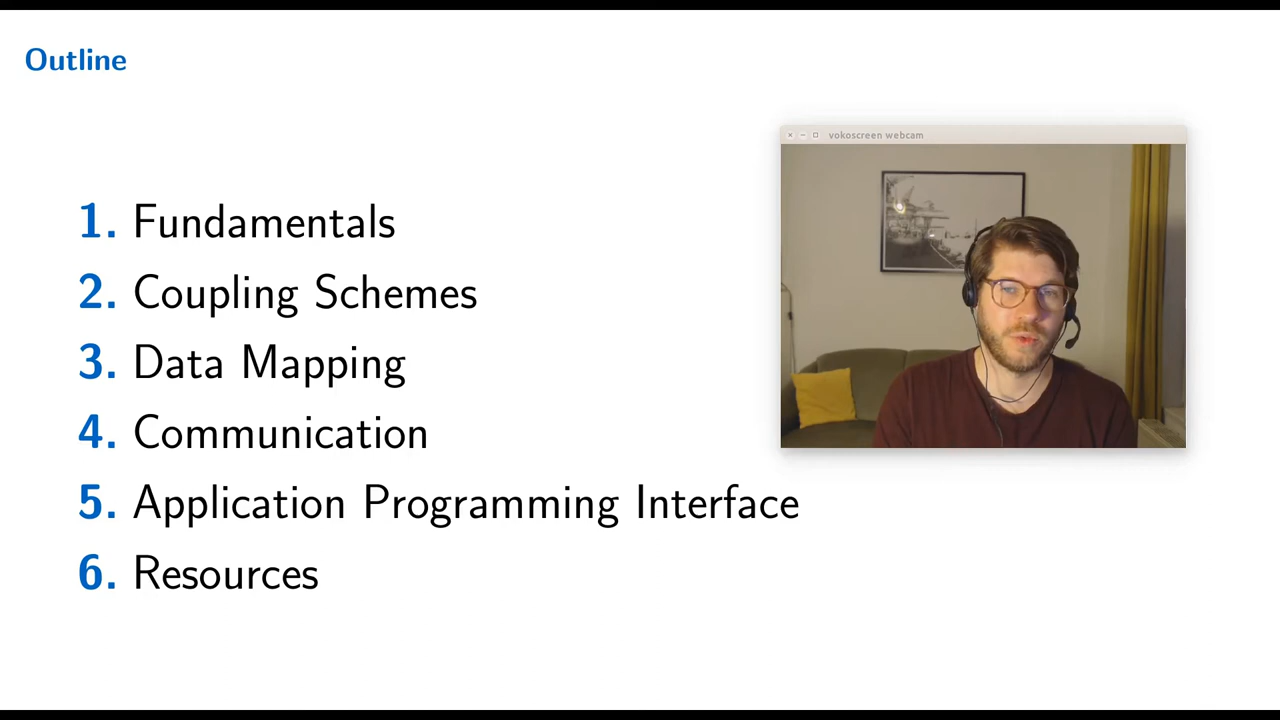 Outline
vokoscreen webcam
1. Fundamentals
2. Coupling Schemes
3. Data Mapping
4. Communication
5. Application Programming Interface
6. Resources